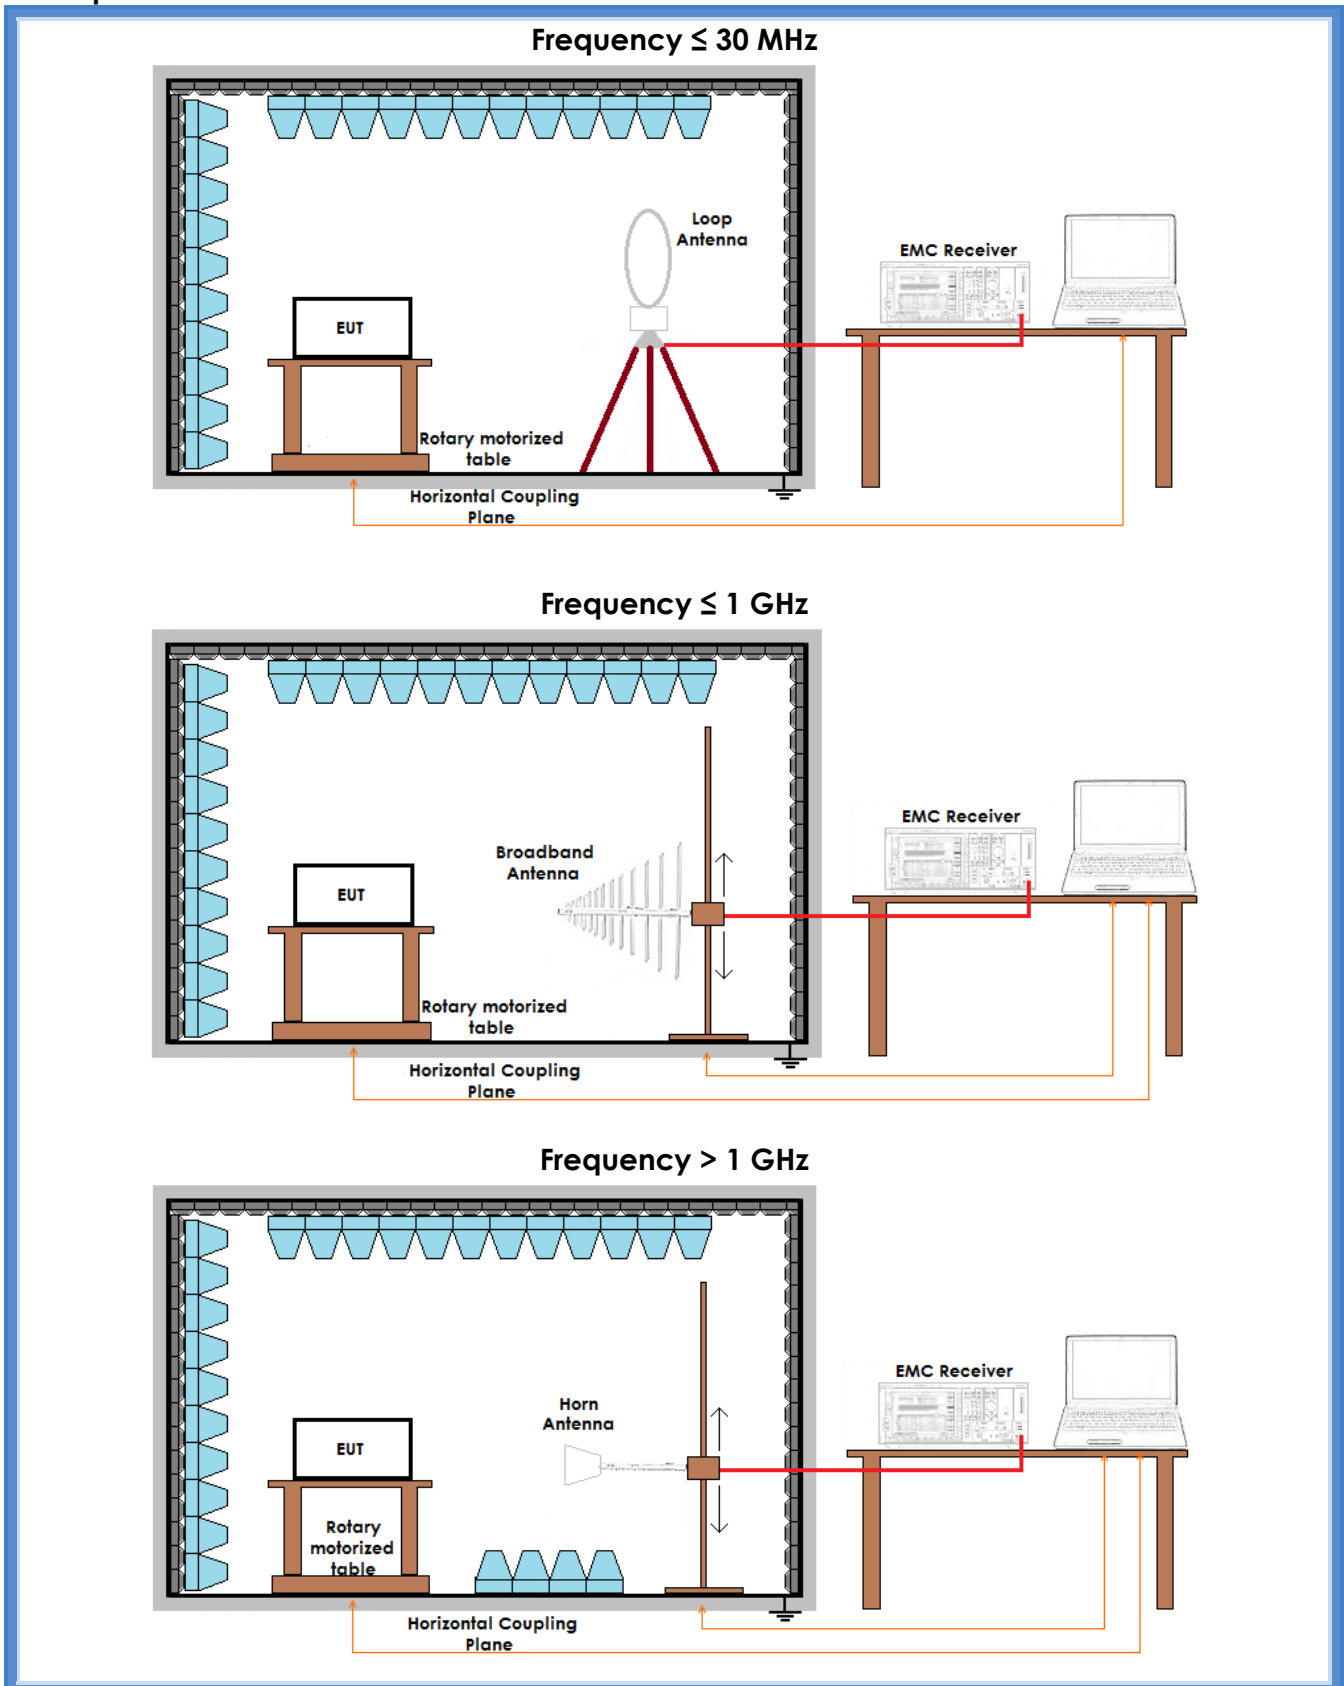 Frequency ≤ 30 MHz
Loop
Antenna
EMC Receiver
EUT
Rotary motorized
table
Horizontal Coupling
Plane
Frequency ≤ 1 GHz
EMC Receiver
Broadband
Antenna
EUT
Rotary motorized
table
Horizontal Coupling
Plane
Frequency > 1 GHz
EMC Receiver
Horn
Antenna
EUT
Rotary
motorized
table
Horizontal Coupling
Plane